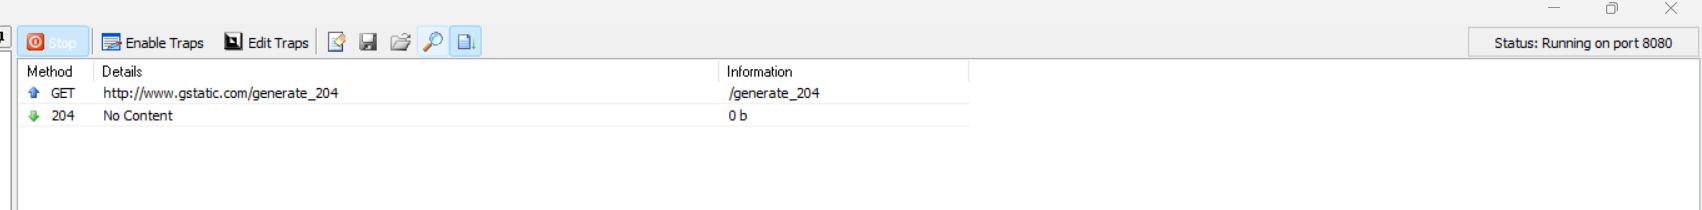 Stop Enable Traps Edit Traps Status: Running on port 8080
Method Details Information
GET http://www.gstatic.com/generate_204 /generate_204
204 No Content 0 b